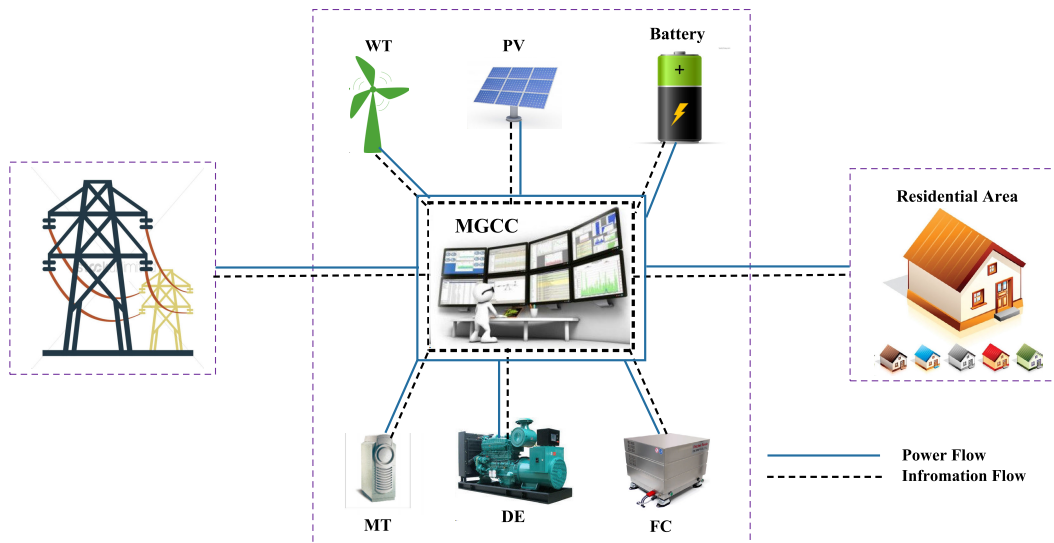 WT
PV
Battery
+
Residential Area
MGCC
Power Flow
Infromation Flow
MT
DE
FC